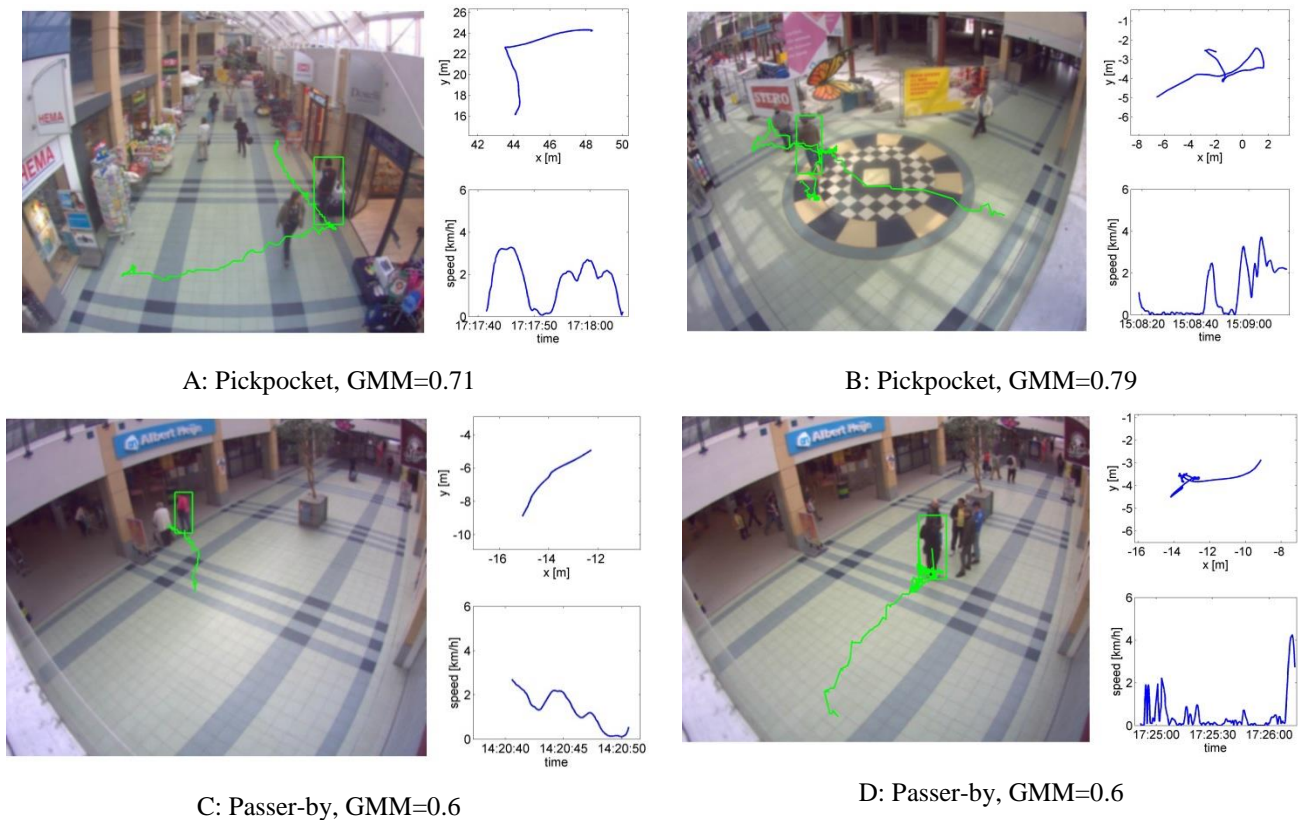 HEMA
HEMA
HEMA
26
24
22
20
18
16
y [m]
42 44 46 48 50
x [m]
6
4
2
0
speed [km/h]
17:17:40 17:17:50 17:18:00
time
A: Pickpocket, GMM=0.71
STERO
-1
-2
-3
-4
-5
-6
y [m]
-8 -6 -4 -2 0 2
x [m]
6
4
2
0
speed [km/h]
15:08:20 15:08:40 15:09:00
time
B: Pickpocket, GMM=0.79
Albert Heijn
-4
-6
-8
-10
y [m]
-16 -14 -12
x [m]
6
4
2
0
speed [km/h]
14:20:40 14:20:45 14:20:50
time
C: Passer-by, GMM=0.6
Albert Heijn
-1
-2
-3
-4
-5
-6
y [m]
-16 -14 -12 -10 -8
x [m]
6
4
2
0
speed [km/h]
17:25:00 17:25:30 17:26:00
time
D: Passer-by, GMM=0.6